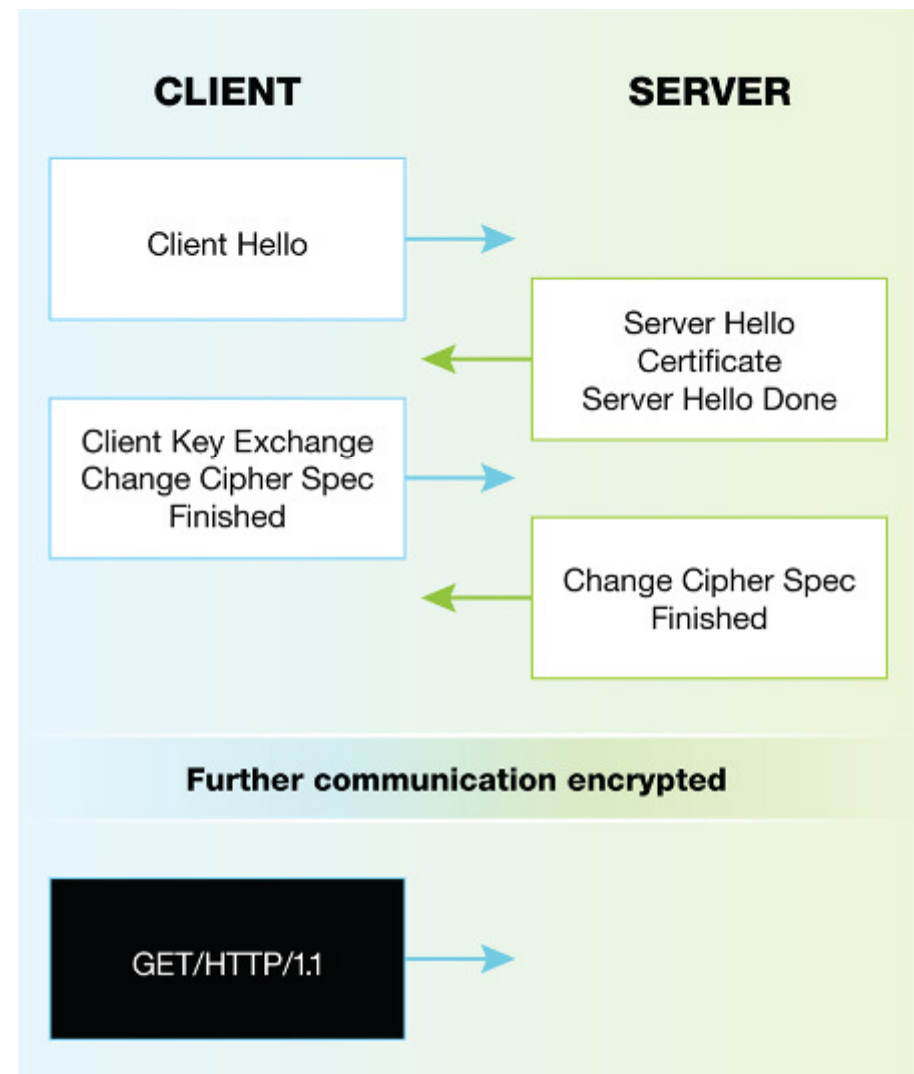 CLIENT
SERVER
Client Hello
Server Hello
Certificate
Server Hello Done
Client Key Exchange
Change Cipher Spec
Finished
Change Cipher Spec
Finished
Further communication encrypted
GET/HTTP/1.1